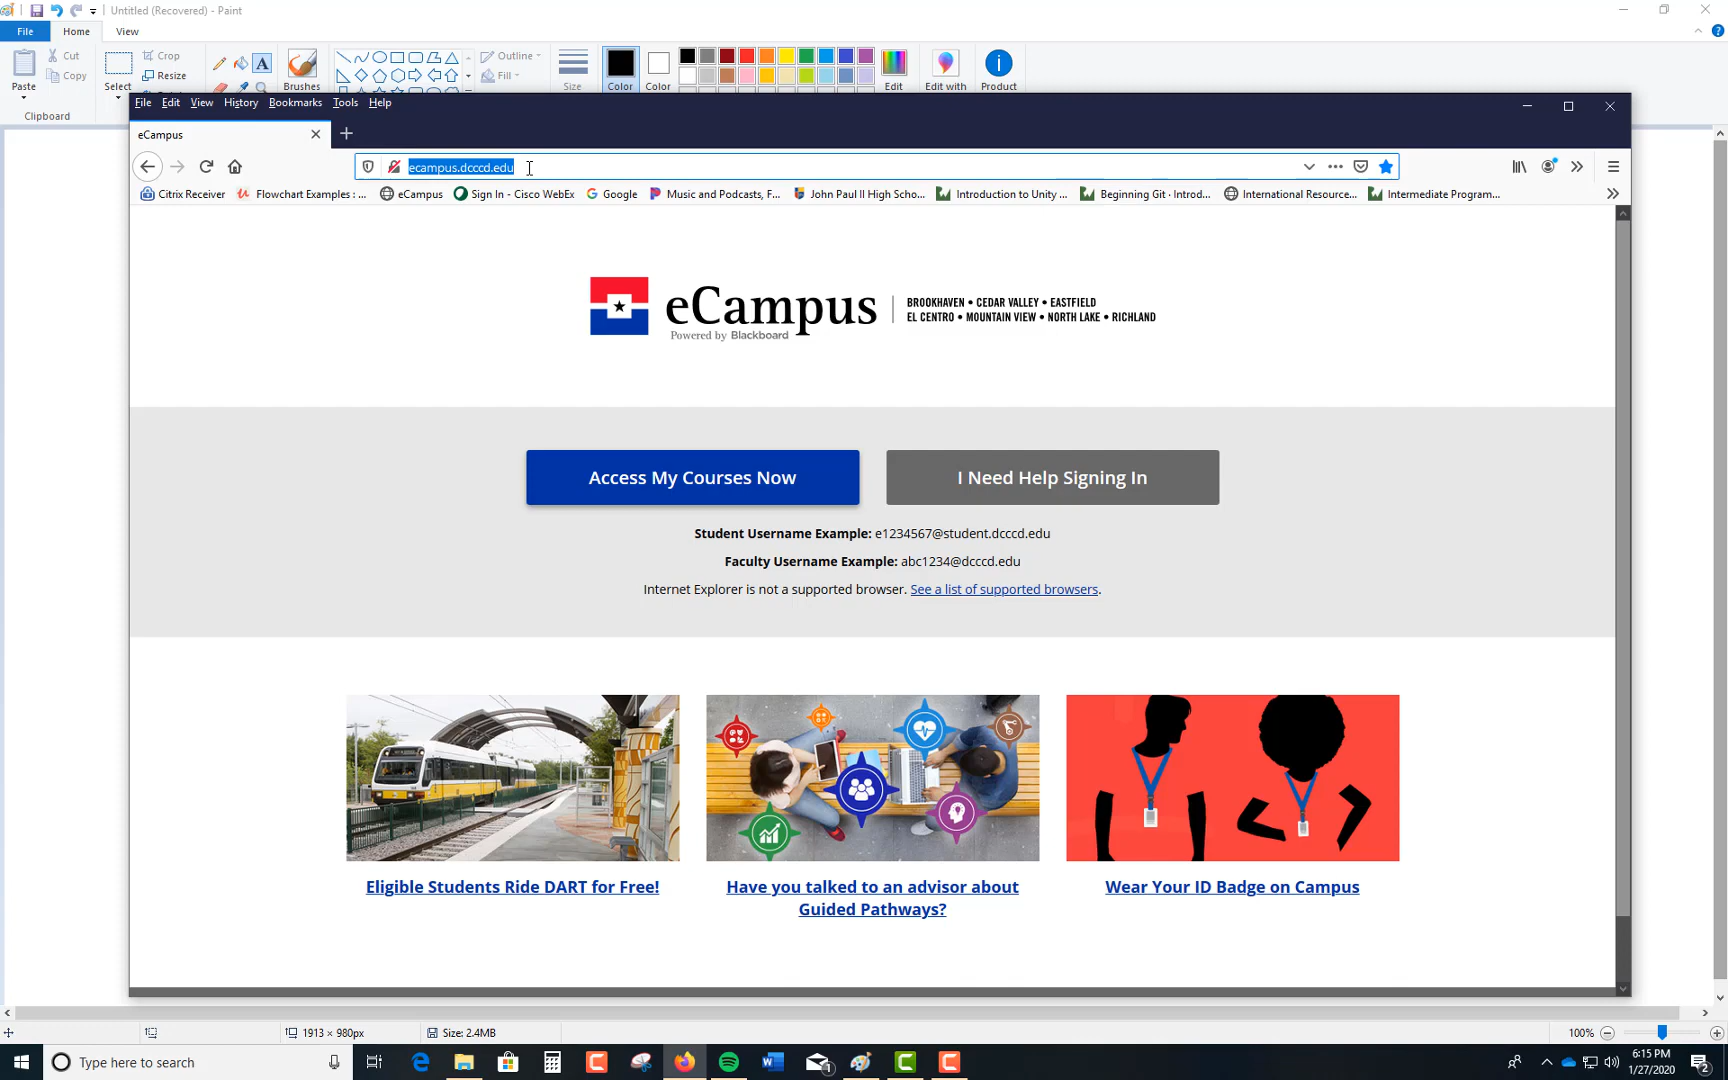 Untitled (Recovered) - Paint
File Home View
Cut
Copy
Paste
Clipboard
Select
Crop
Resize
Brushes
Outline
Fill
Size
Color
Color
Edit
Edit with
Product
File Edit View History Bookmarks Tools Help
eCampus
ecampus.dcccd.edu
Citrix Receiver
Flowchart Examples : ...
eCampus
Sign In - Cisco WebEx
Google
Music and Podcasts, F...
John Paul II High Scho...
Introduction to Unity ...
Beginning Git · Introd...
International Resource...
Intermediate Program...
eCampus
Powered by Blackboard
BROOKHAVEN • CEDAR VALLEY • EASTFIELD
EL CENTRO • MOUNTAIN VIEW • NORTH LAKE • RICHLAND
Access My Courses Now
I Need Help Signing In
Student Username Example: e1234567@student.dcccd.edu
Faculty Username Example: abc1234@dcccd.edu
Internet Explorer is not a supported browser. See a list of supported browsers.
Eligible Students Ride DART for Free!
Have you talked to an advisor about
Guided Pathways?
Wear Your ID Badge on Campus
1913 × 980px
Size: 2.4MB
100%
Type here to search
6:15 PM
1/27/2020